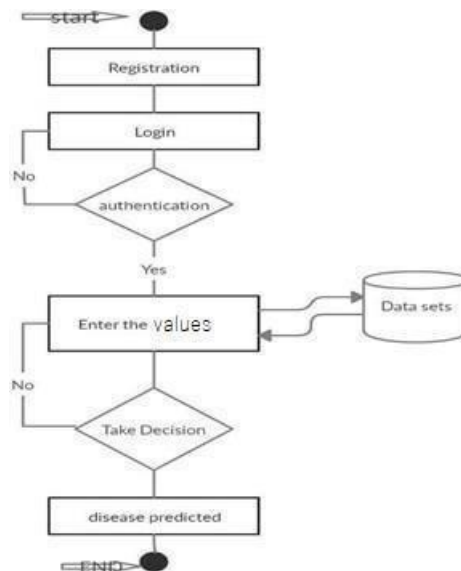 start
Registration
Login
No
authentication
Yes
Enter the values
Data sets
No
Take Decision
disease predicted
END